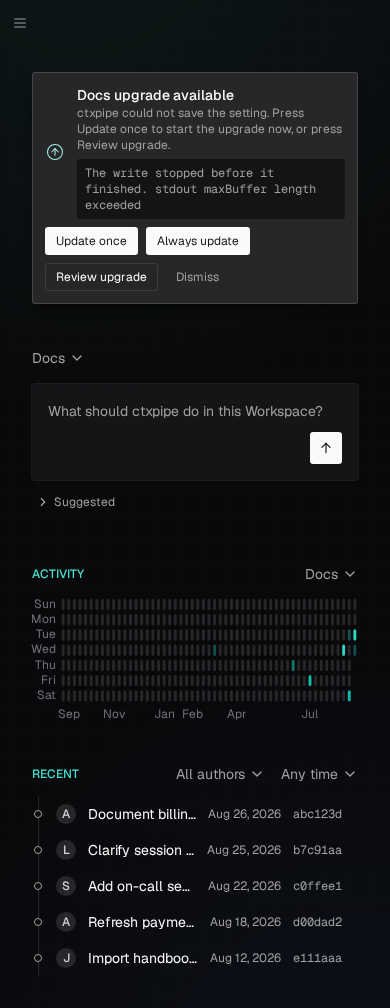 Docs upgrade available
ctxpipe could not save the setting. Press
Update once to start the upgrade now, or press
Review upgrade.
The write stopped before it
finished. stdout maxBuffer length
exceeded
Update once
Always update
Review upgrade
Dismiss
Docs
What should ctxpipe do in this Workspace?
Suggested
ACTIVITY
Docs
Sun
Mon
Tue
Wed
Thu
Fri
Sat
Sep Nov Jan Feb Apr Jul
RECENT
All authors
Any time
A Document billin... Aug 26, 2026 abc123d
L Clarify session ... Aug 25, 2026 b7c91aa
S Add on-call se... Aug 22, 2026 c0ffee1
A Refresh payme... Aug 18, 2026 d00dad2
J Import handboo... Aug 12, 2026 e111aaa